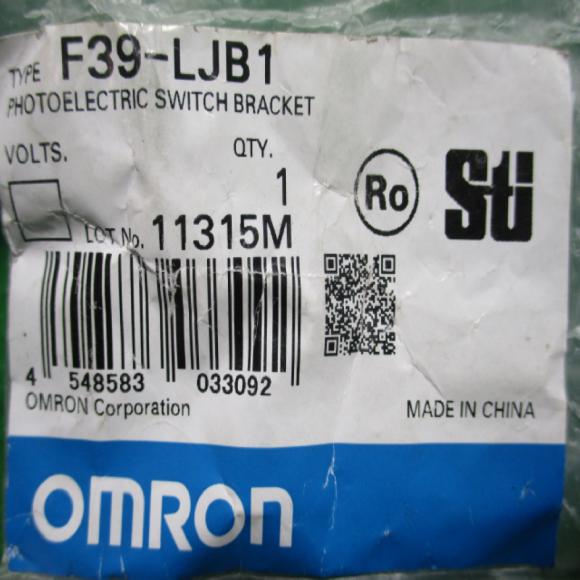 TYPE F39-LJB1
PHOTOELECTRIC SWITCH BRACKET
VOLTS. QTY.
1
Ro Sti
LOT No. 11315M
4 548583 033092
OMRON Corporation MADE IN CHINA
OMRON